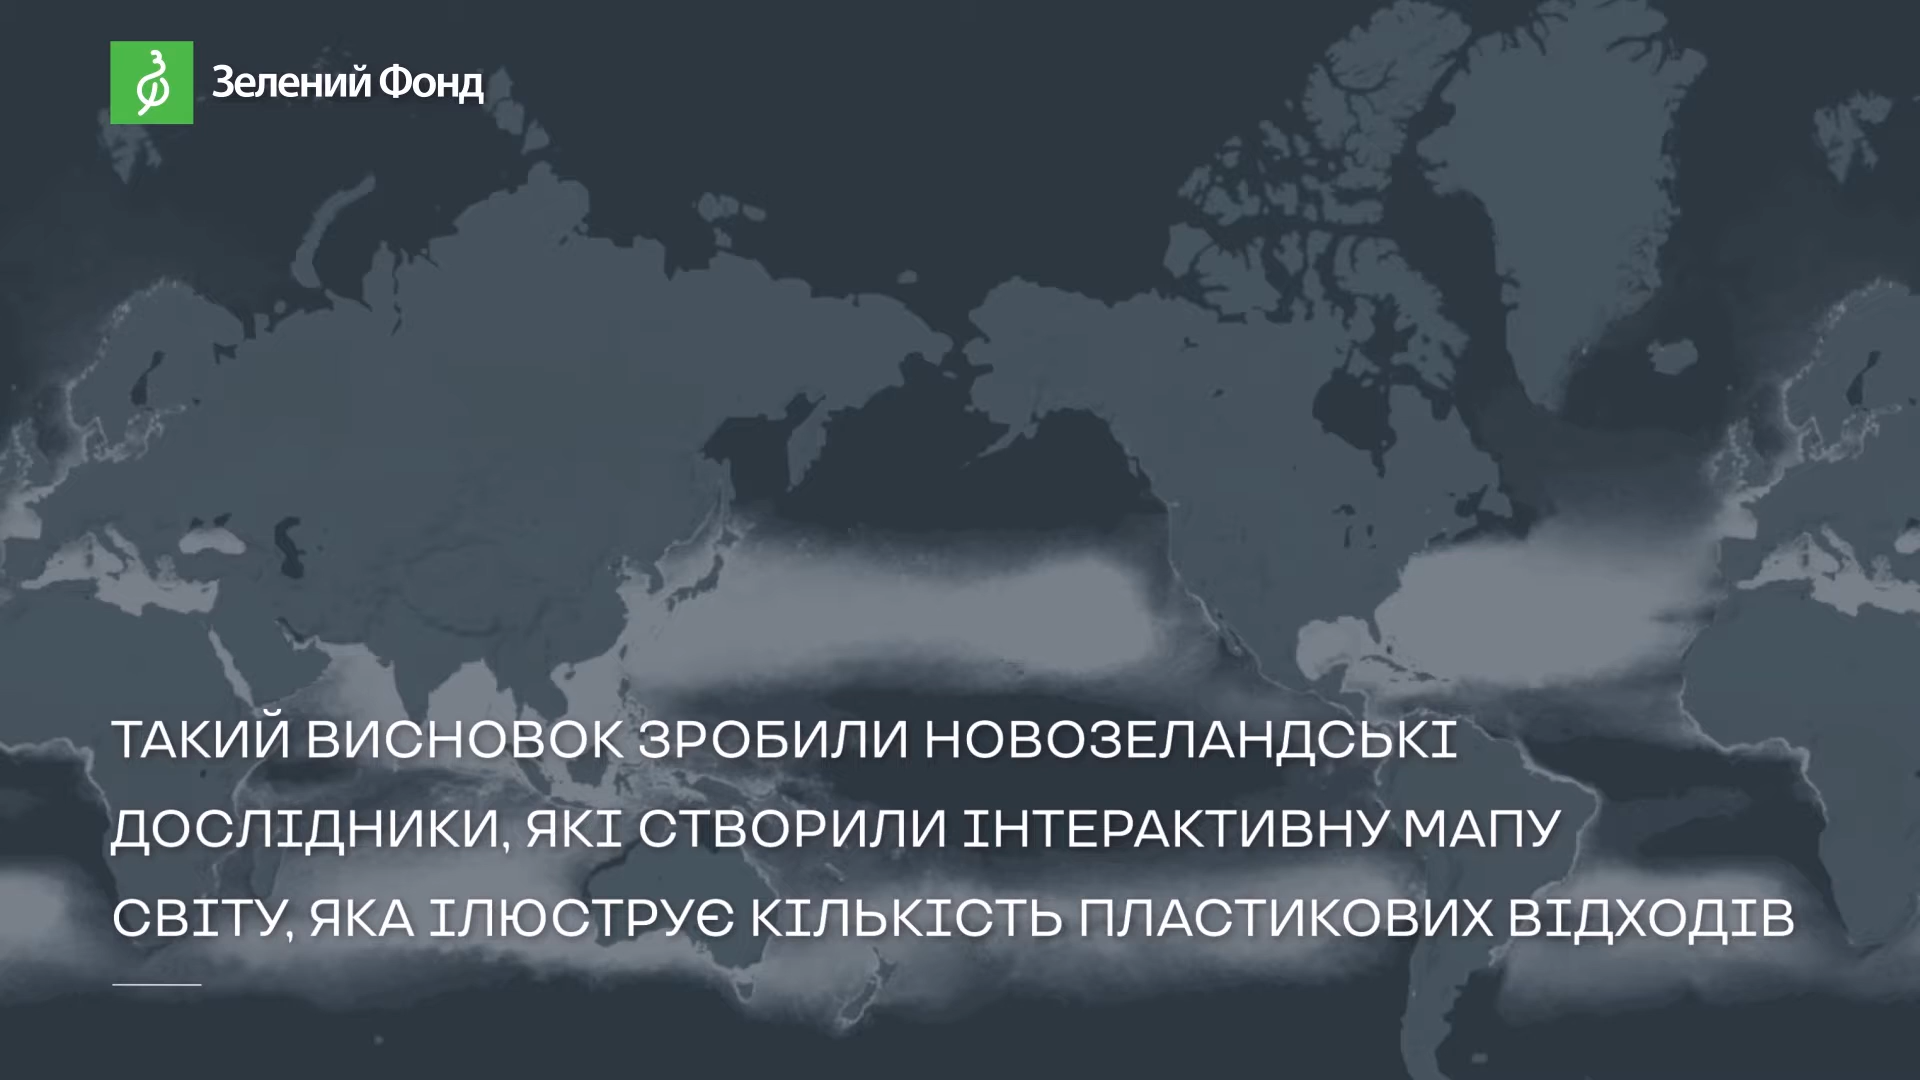 Зелений Фонд
ТАКИЙ ВИСНОВОК ЗРОБИЛИ НОВОЗЕЛАНДСЬКІ
ДОСЛІДНИКИ, ЯКІ СТВОРИЛИ ІНТЕРАКТИВНУ МАПУ
СВІТУ, ЯКА ІЛЮСТРУЄ КІЛЬКІСТЬ ПЛАСТИКОВИХ ВІДХОДІВ